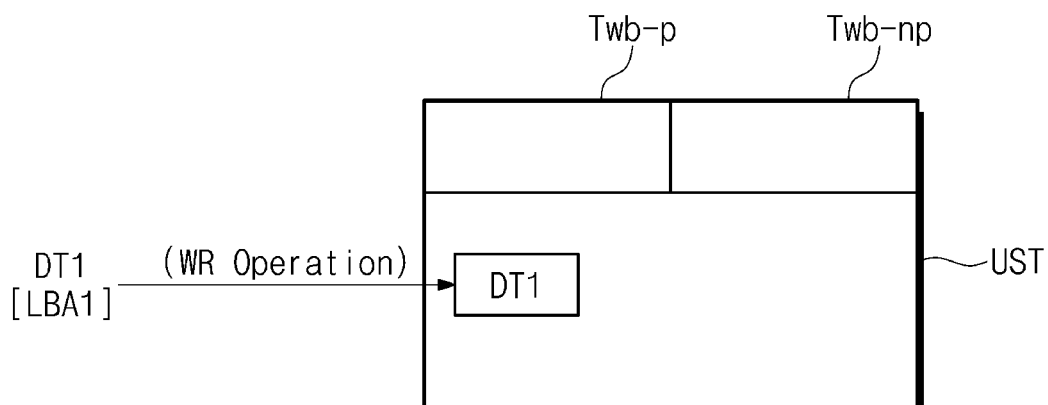 Twb-p
Twb-np
DT1
[LBA1]
(WR Operation)
DT1
UST